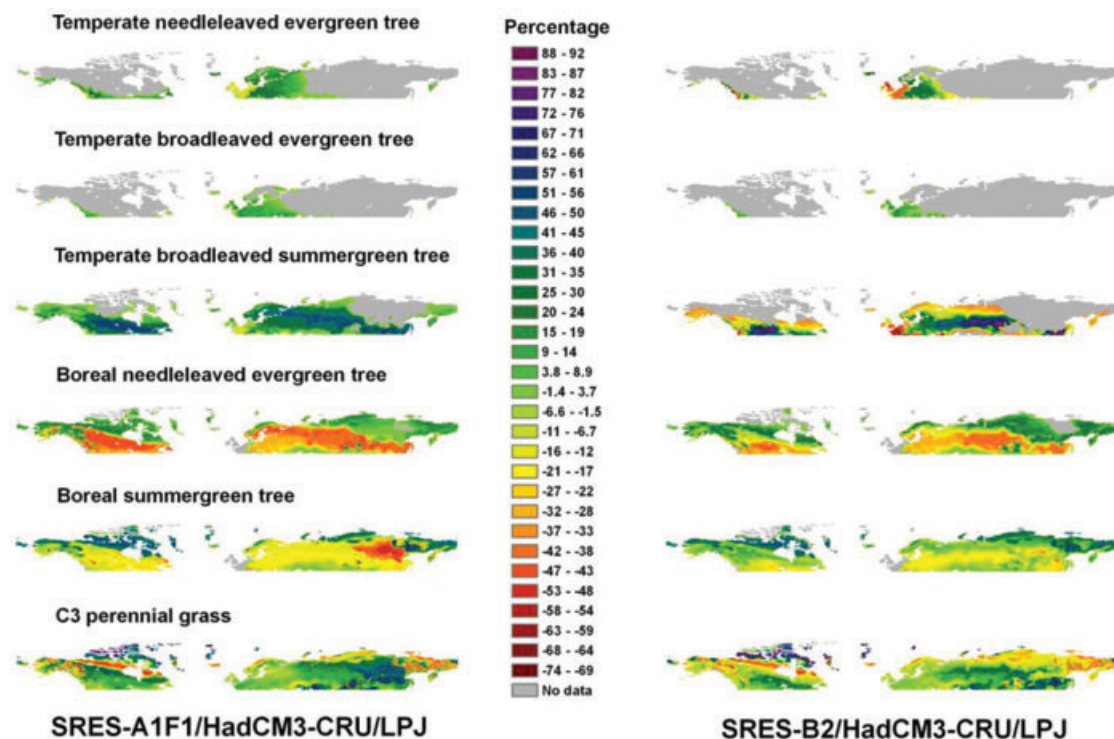 Temperate needleleaved evergreen tree
Temperate broadleaved evergreen tree
Temperate broadleaved summergreen tree
Boreal needleleaved evergreen tree
Boreal summergreen tree
C3 perennial grass
SRES-A1F1/HadCM3-CRU/LPJ
Percentage
88 - 92
83 - 87
77 - 82
72 - 76
67 - 71
62 - 66
57 - 61
51 - 56
46 - 50
41 - 45
36 - 40
31 - 35
25 - 30
20 - 24
15 - 19
9 - 14
3.8 - 8.9
-1.4 - 3.7
-6.6 - -1.5
-11 - -6.7
-16 - -12
-21 - -17
-27 - -22
-32 - -28
-37 - -33
-42 - -38
-47 - -43
-53 - -48
-58 - -54
-63 - -59
-68 - -64
-74 - -69
No data
SRES-B2/HadCM3-CRU/LPJ